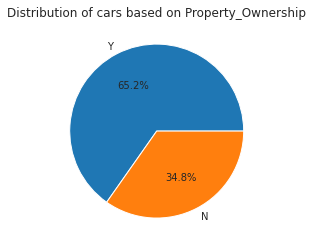 Distribution of cars based on Property_Ownership
Y
65.2%
34.8%
N